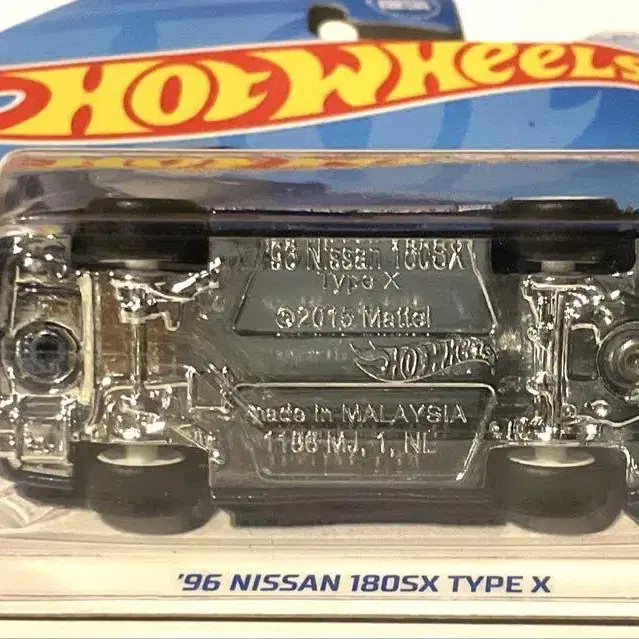 HOT WHEELS
'96 Nissan 180SX
Type X
©2015 Mattel
HOT WHEELS
made in MALAYSIA
1186 MJ, 1, NL
'96 NISSAN 180SX TYPE X